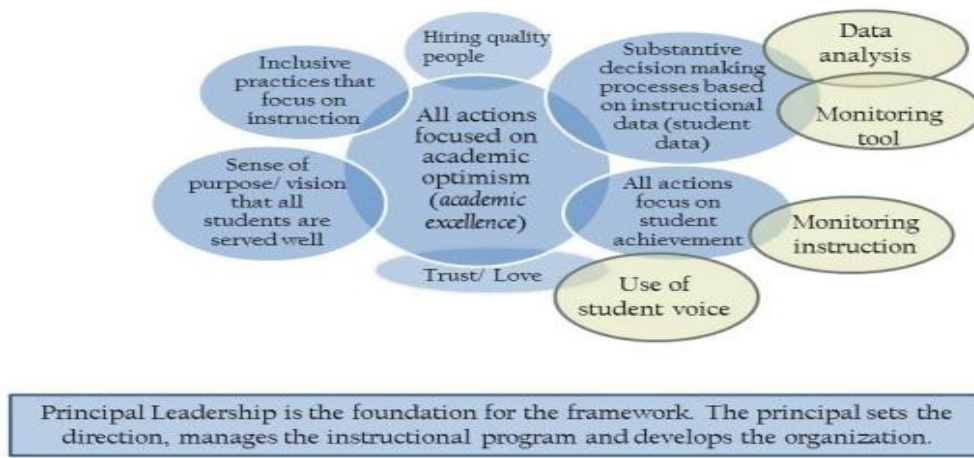 Hiring quality
people
Inclusive
practices that
focus on
instruction
Substantive
decision making
processes based
on instructional
data (student
data)
Data
analysis
Monitoring
tool
All actions
focused on
academic
optimism
(academic
excellence)
Sense of
purpose/ vision
that all
students are
served well
All actions
focus on
student
achievement
Monitoring
instruction
Trust/ Love
Use of
student voice
Principal Leadership is the foundation for the framework. The principal sets the
direction, manages the instructional program and develops the organization.